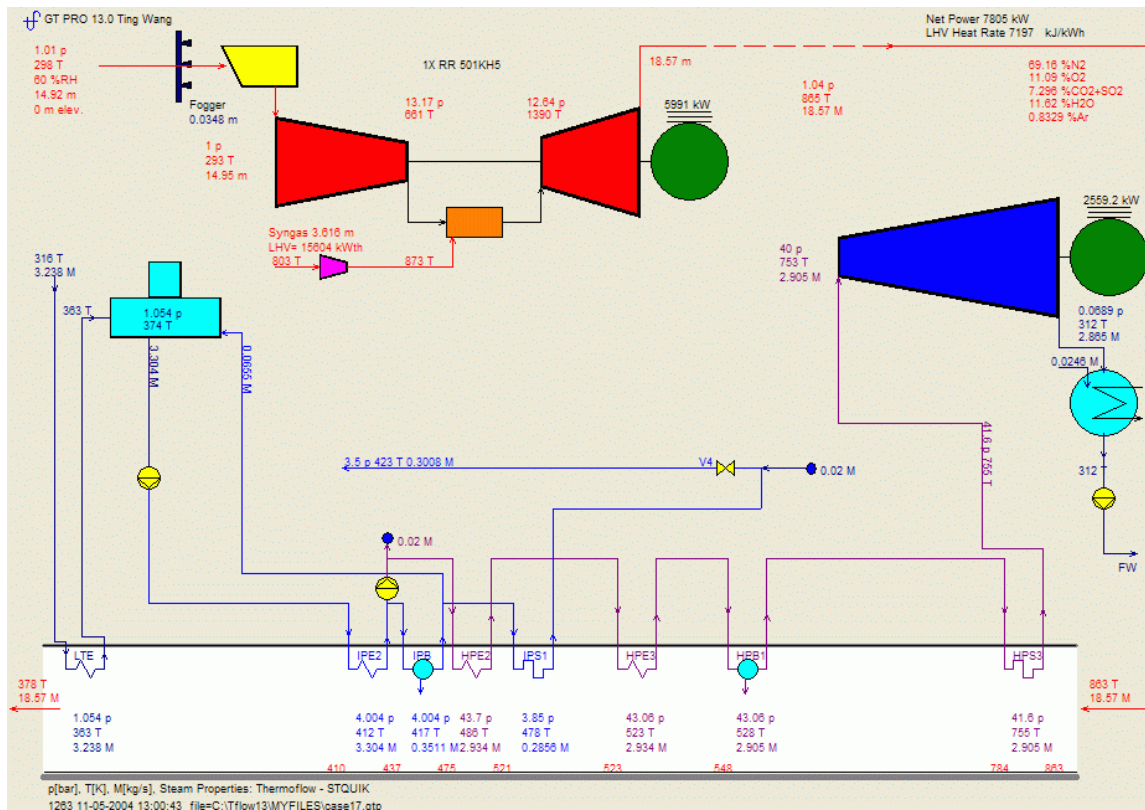 GT PRO 13.0 Ting Wang
Net Power 7805 kW
LHV Heat Rate 7197 kJ/kWh
1.01 p
298 T
60 %RH
14.92 m
0 m elev.
Fogger
0.0348 m
1X RR 501KH5
18.57 m
1.04 p
865 T
18.57 M
69.16 %N2
11.09 %O2
7.296 %CO2+SO2
11.62 %H2O
0.8329 %Ar
13.17 p
661 T
12.64 p
1390 T
5991 kW
1 p
293 T
14.95 m
Syngas 3.616 m
LHV= 15604 kWth
803 T
873 T
2559.2 kW
40 p
753 T
2.905 M
316 T
3.238 M
363 T
1.054 p
374 T
3.304 M
0.0655 M
0.0689 p
312 T
2.865 M
0.0246 M
41.6 p 755 T
3.5 p 423 T 0.3008 M
V4
0.02 M
312 T
0.02 M
FW
LTE
IPE2
IPB
HPE2
IPS1
HPE3
HPB1
HPS3
378 T
18.57 M
863 T
18.57 M
1.054 p
363 T
3.238 M
4.004 p
412 T
3.304 M
4.004 p
417 T
0.3511 M
43.7 p
486 T
2.934 M
3.85 p
478 T
0.2856 M
43.06 p
523 T
2.934 M
43.06 p
528 T
2.905 M
41.6 p
755 T
2.905 M
410 437 475 521 523 548 784 863
p[bar], T[K], M[kg/s], Steam Properties: Thermoflow - STQUIK
1263 11-05-2004 13:00:43 file=C:\Tflow13\MYFILES\case17.gtp